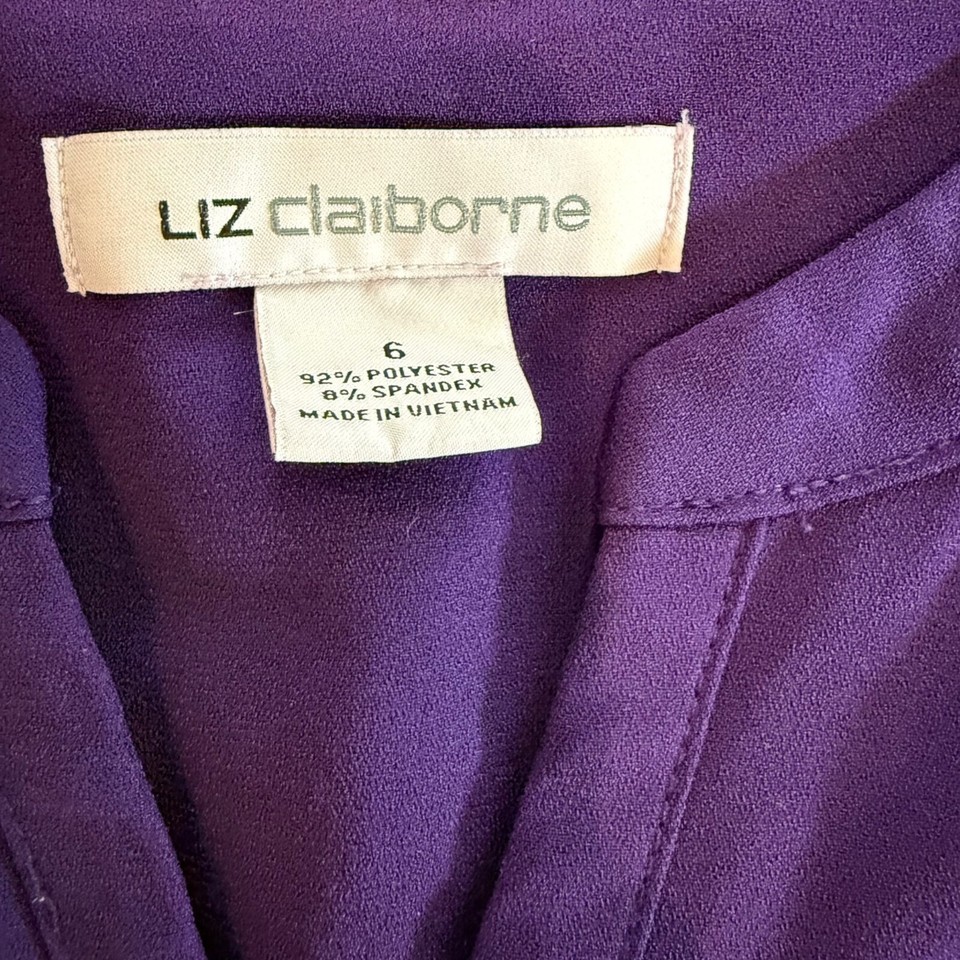 LIZ claiborne
6
92% POLYESTER
8% SPANDEX
MADE IN VIETNAM